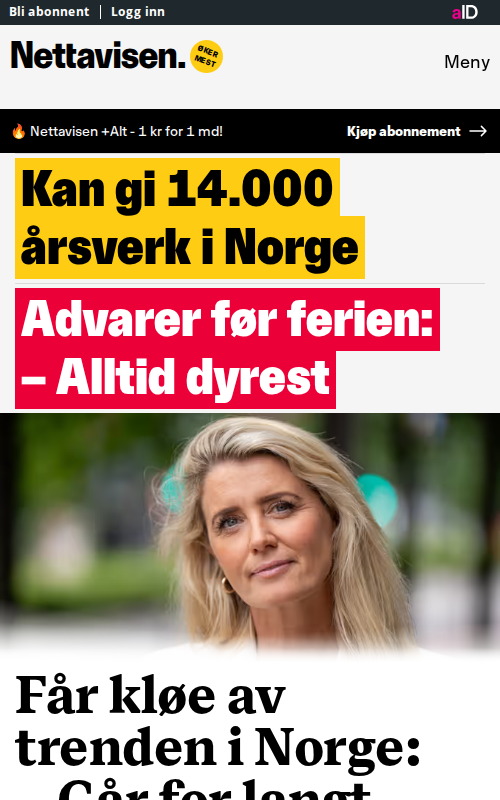 Bli abonnent | Logg inn
aID
Nettavisen.
ØKER
MEST
Meny
Nettavisen +Alt - 1 kr for 1 md!
Kjøp abonnement
Kan gi 14.000
årsverk i Norge
Advarer før ferien:
– Alltid dyrest
Får kløe av
trenden i Norge:
– Går for langt